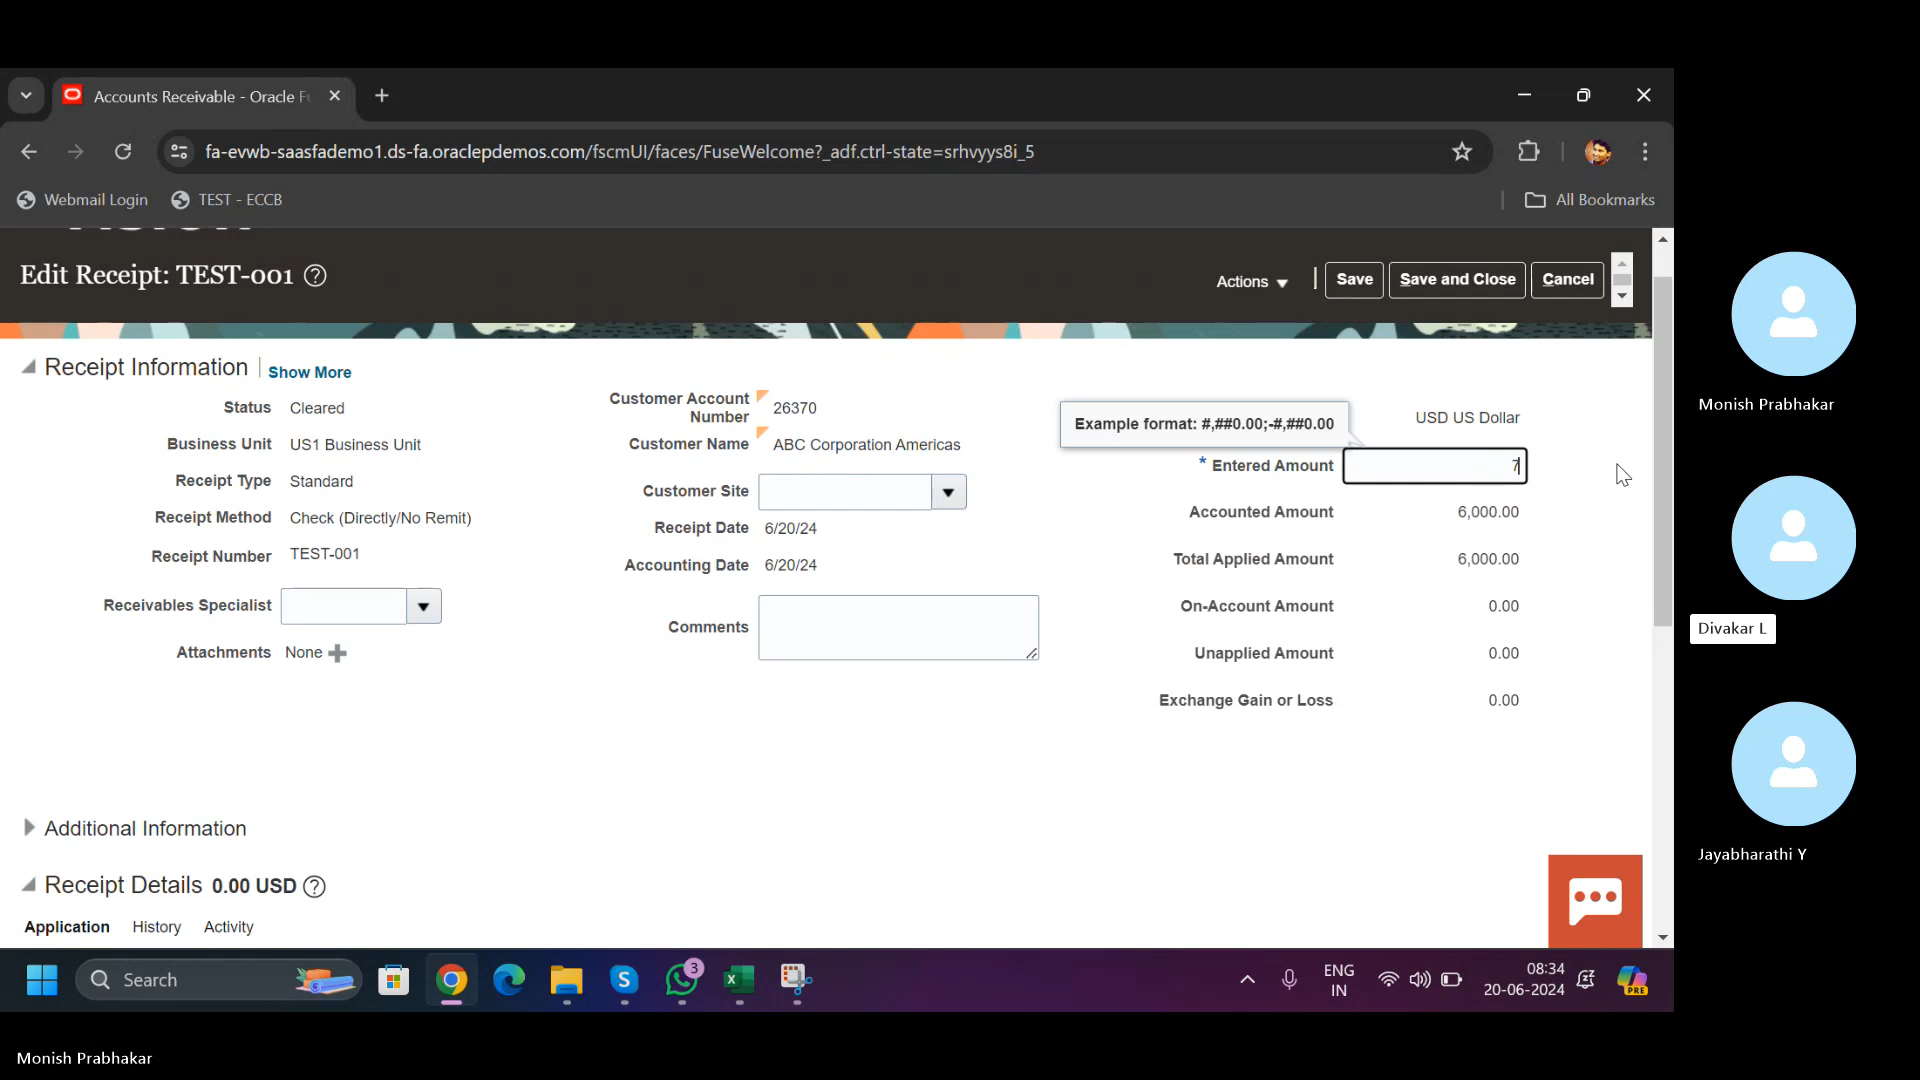 Accounts Receivable - Oracle F
fa-evwb-saasfademo1.ds-fa.oraclepdemos.com/fscmUI/faces/FuseWelcome?_adf.ctrl-state=srhvyys8i_5
Webmail Login
TEST - ECCB
All Bookmarks
Edit Receipt: TEST-001
Actions
Save
Save and Close
Cancel
Receipt Information
Show More
Status Cleared
Business Unit US1 Business Unit
Receipt Type Standard
Receipt Method Check (Directly/No Remit)
Receipt Number TEST-001
Receivables Specialist
Attachments None
Customer Account
Number 26370
Customer Name ABC Corporation Americas
Customer Site
Receipt Date 6/20/24
Accounting Date 6/20/24
Comments
Example format: #,##0.00;-#,##0.00
USD US Dollar
* Entered Amount 7
Accounted Amount 6,000.00
Total Applied Amount 6,000.00
On-Account Amount 0.00
Unapplied Amount 0.00
Exchange Gain or Loss 0.00
Additional Information
Receipt Details 0.00 USD
Application History Activity
Search
3
ENG
IN
08:34
20-06-2024
PRE
Monish Prabhakar
Divakar L
Jayabharathi Y
Monish Prabhakar